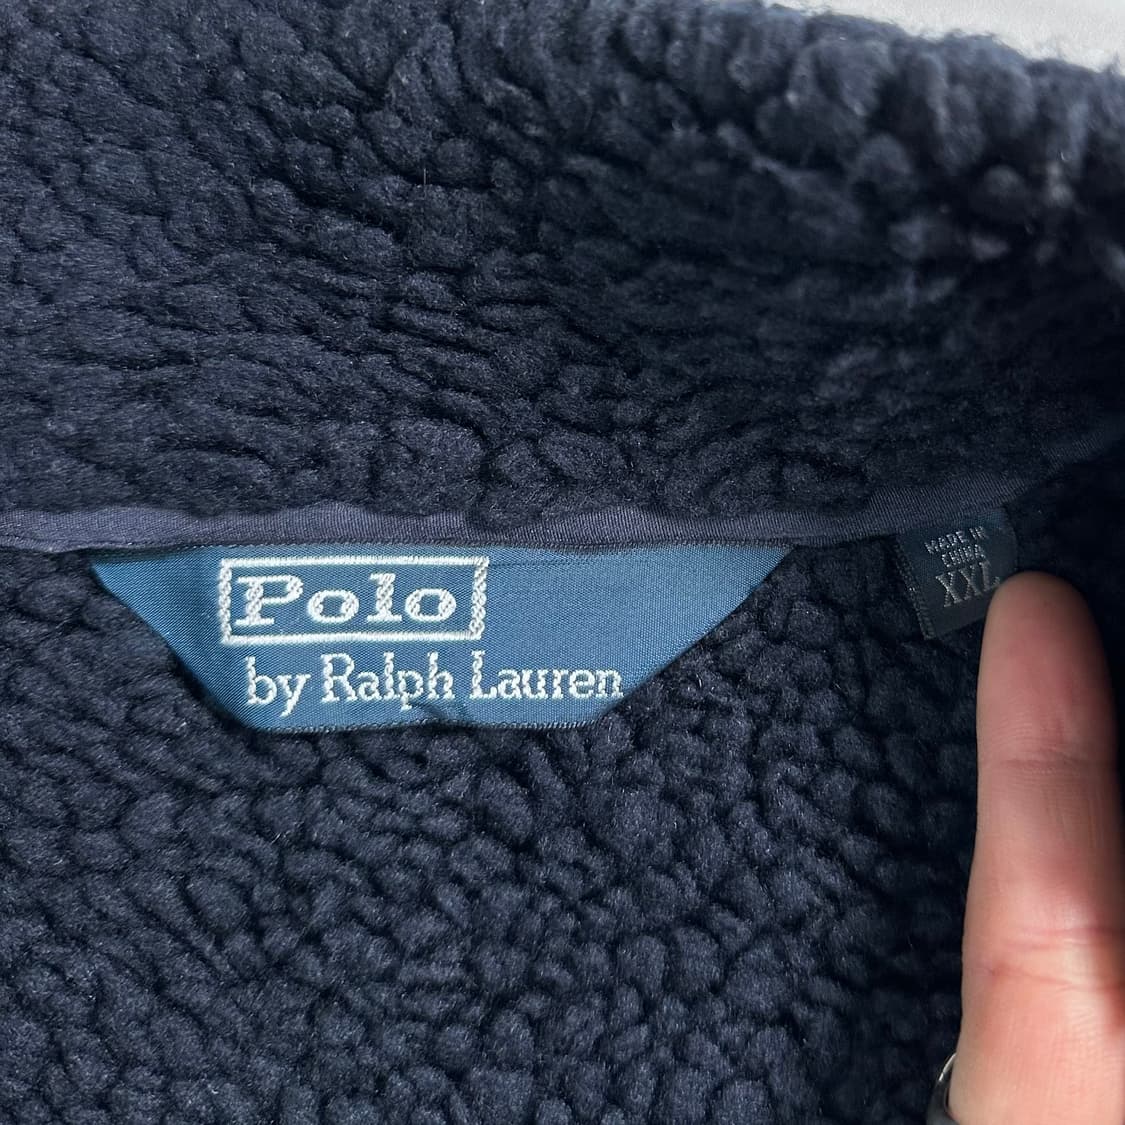 Polo
by Ralph Lauren
MADE IN
CHINA
XXL